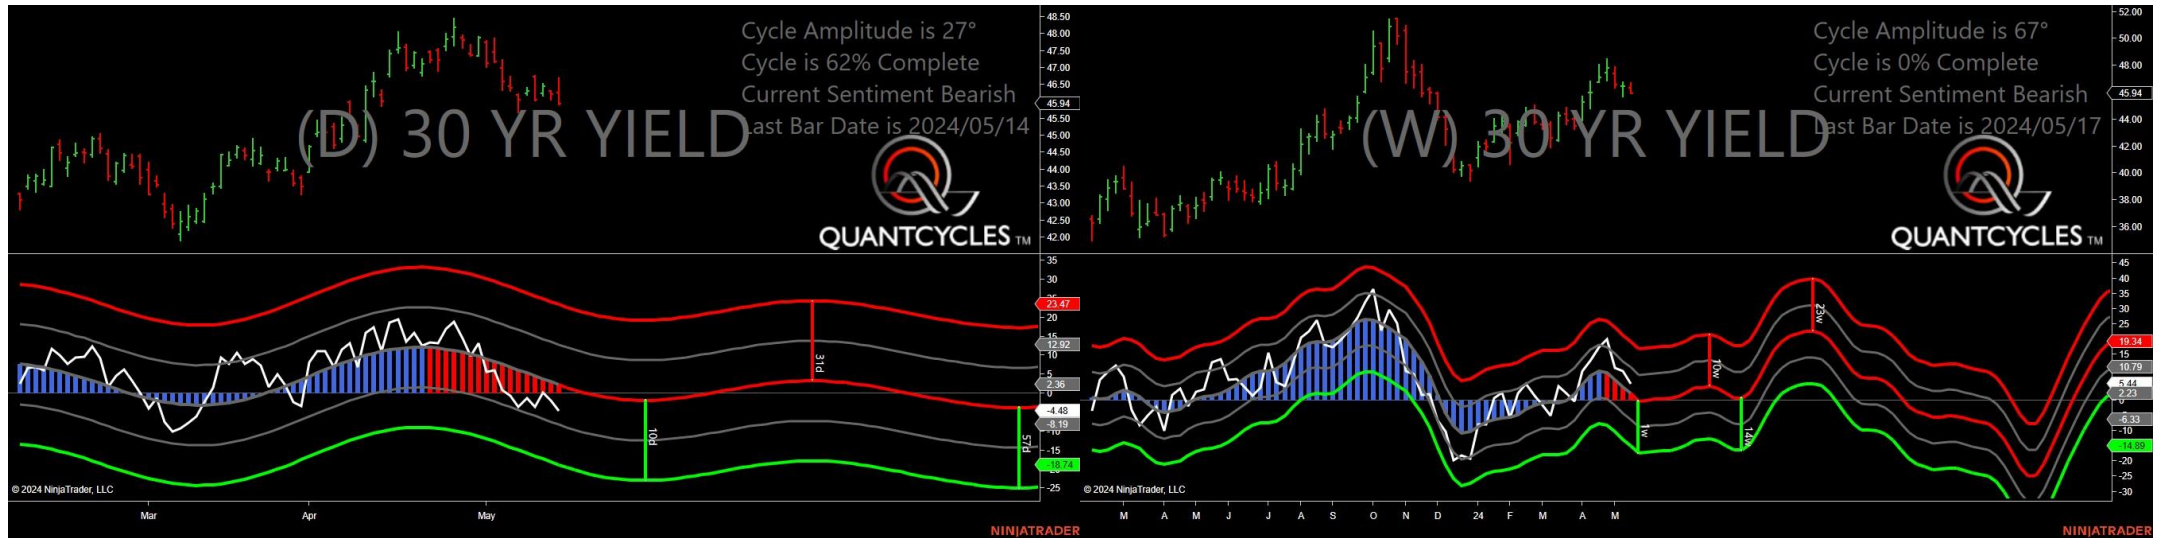 Cycle Amplitude is 27°
Cycle is 62% Complete
Current Sentiment Bearish
Last Bar Date is 2024/05/14
(D) 30 YR YIELD
QUANTCYCLES TM
48.50
48.00
47.50
47.00
46.50
45.94
45.50
45.00
44.50
44.00
43.50
43.00
42.50
42.00
35
30
23.47
20
15
12.92
10
5
2.36
0
-4.48
-8.19
-10
-15
-18.74
-25
31d
10d
57d
© 2024 NinjaTrader, LLC
Mar
Apr
May
NINJATRADER
Cycle Amplitude is 67°
Cycle is 0% Complete
Current Sentiment Bearish
Last Bar Date is 2024/05/17
(W) 30 YR YIELD
QUANTCYCLES TM
52.00
50.00
48.00
45.94
44.00
42.00
40.00
38.00
36.00
45
40
35
30
25
19.34
15
10.79
5.44
2.23
-6.33
-10
-14.89
-20
-25
-30
23w
10w
1w
14w
© 2024 NinjaTrader, LLC
M A M J J A S O N D 24 F M A M
NINJATRADER